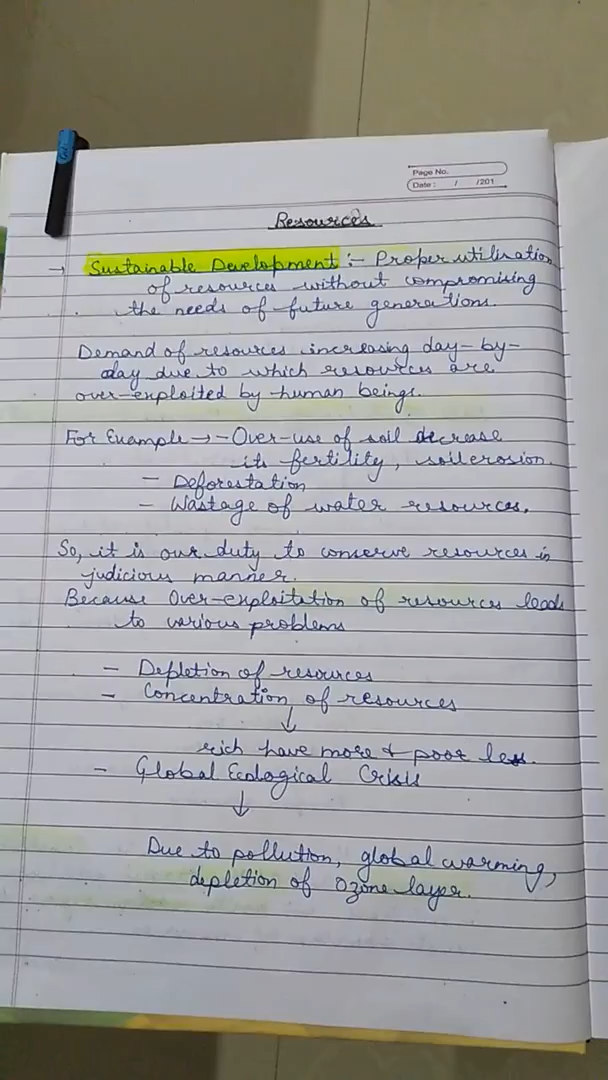 Page No.
Date : / /201
Resources
→ Sustainable Development :- Proper utilisation
of resources without compromising
the needs of future generations.
Demand of resources increasing day-by-
day due to which resources are
over-exploited by human beings.
For Example → - Over-use of soil decrease
its fertility, soil erosion.
- Deforestation
- Wastage of water resources.
So, it is our duty to conserve resources in
judicious manner.
Because Over-exploitation of resources leads
to various problems
- Depletion of resources
- Concentration of resources
↓
rich have more & poor less.
- Global Ecological Crisis
↓
Due to pollution, global warming,
depletion of Ozone layer.